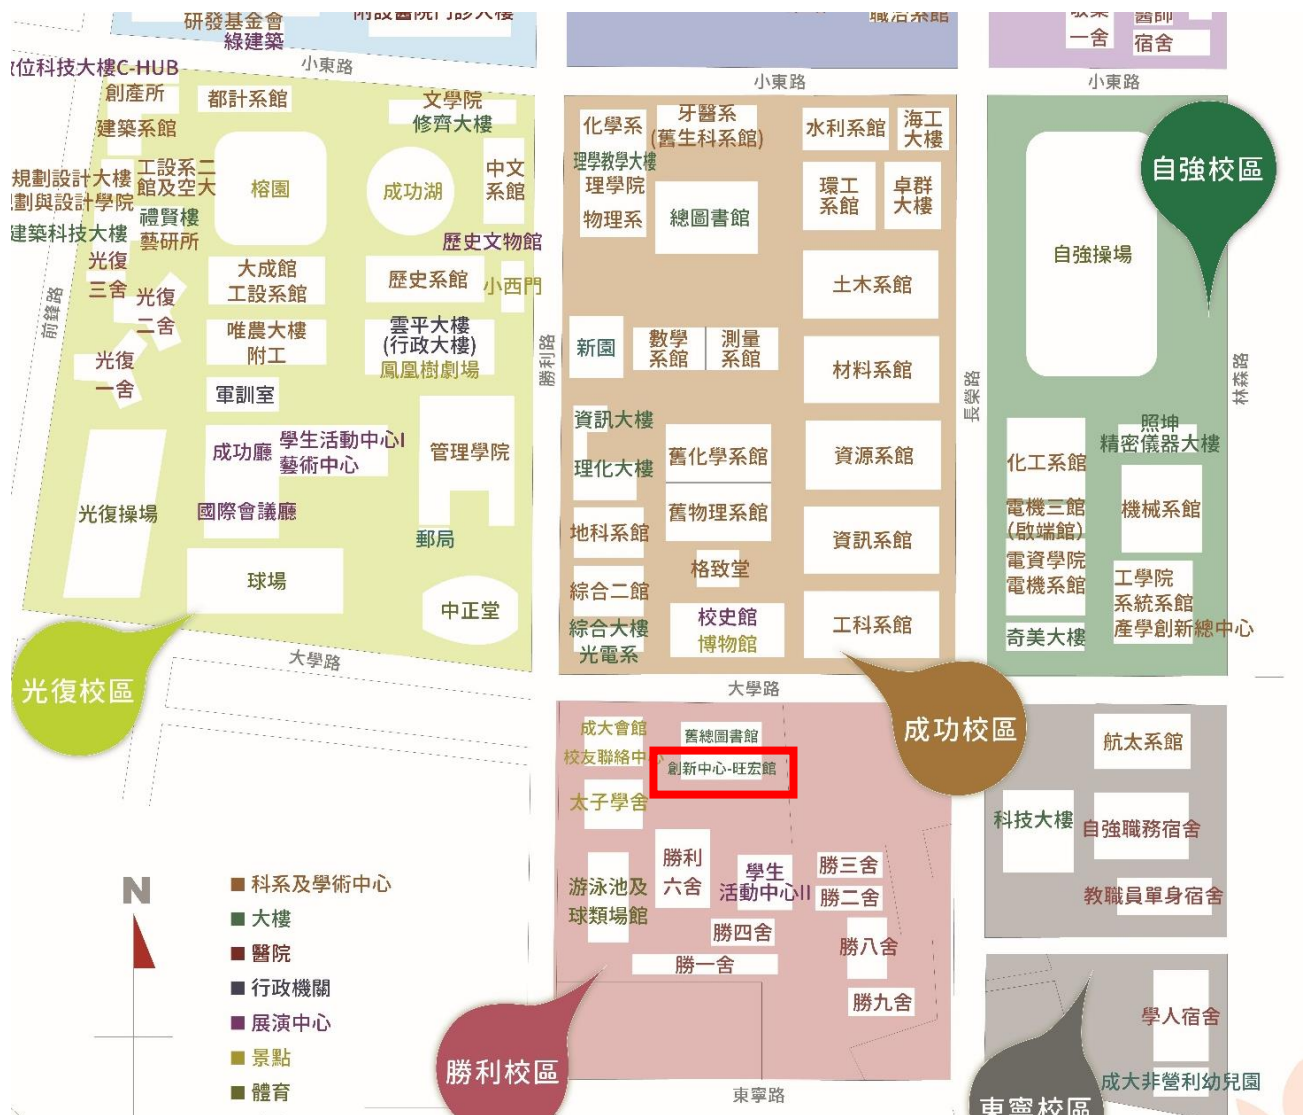 研發基金會
綠建築
附設醫院門診大樓
職治系館
一舍
醫師
宿舍
小東路
小東路
小東路
位科技大樓C-HUB
創產所
都計系館
文學院
修齊大樓
建築系館
工設系二
館及空大
規劃設計大樓
劃與設計學院
榕園
成功湖
中文
系館
禮賢樓
藝研所
建築科技大樓
歷史文物館
光復
三舍
光復
二舍
大成館
工設系館
歷史系館
小西門
前鋒路
唯農大樓
附工
雲平大樓
(行政大樓)
鳳凰樹劇場
光復
一舍
軍訓室
成功廳
學生活動中心I
藝術中心
管理學院
光復操場
國際會議廳
郵局
球場
中正堂
光復校區
大學路
勝利路
化學系
牙醫系
(舊生科系館)
水利系館
海工
大樓
理學教學大樓
理學院
物理系
總圖書館
環工
系館
卓群
大樓
土木系館
新園
數學
系館
測量
系館
材料系館
資訊大樓
理化大樓
舊化學系館
資源系館
地科系館
舊物理系館
資訊系館
格致堂
綜合二館
綜合大樓
光電系
校史館
博物館
工科系館
大學路
成功校區
長榮路
自強校區
自強操場
林森路
照坤
精密儀器大樓
化工系館
電機三館
(啟端館)
機械系館
電資學院
電機系館
工學院
系統系館
產學創新總中心
奇美大樓
成大會館
校友聯絡中心
舊總圖書館
創新中心-旺宏館
太子學舍
勝利
六舍
學生
活動中心II
勝三舍
勝二舍
游泳池及
球類場館
勝四舍
勝八舍
勝一舍
勝九舍
勝利校區
東寧路
航太系館
科技大樓
自強職務宿舍
教職員單身宿舍
學人宿舍
成大非營利幼兒園
東寧校區
N
科系及學術中心
大樓
醫院
行政機關
展演中心
景點
體育